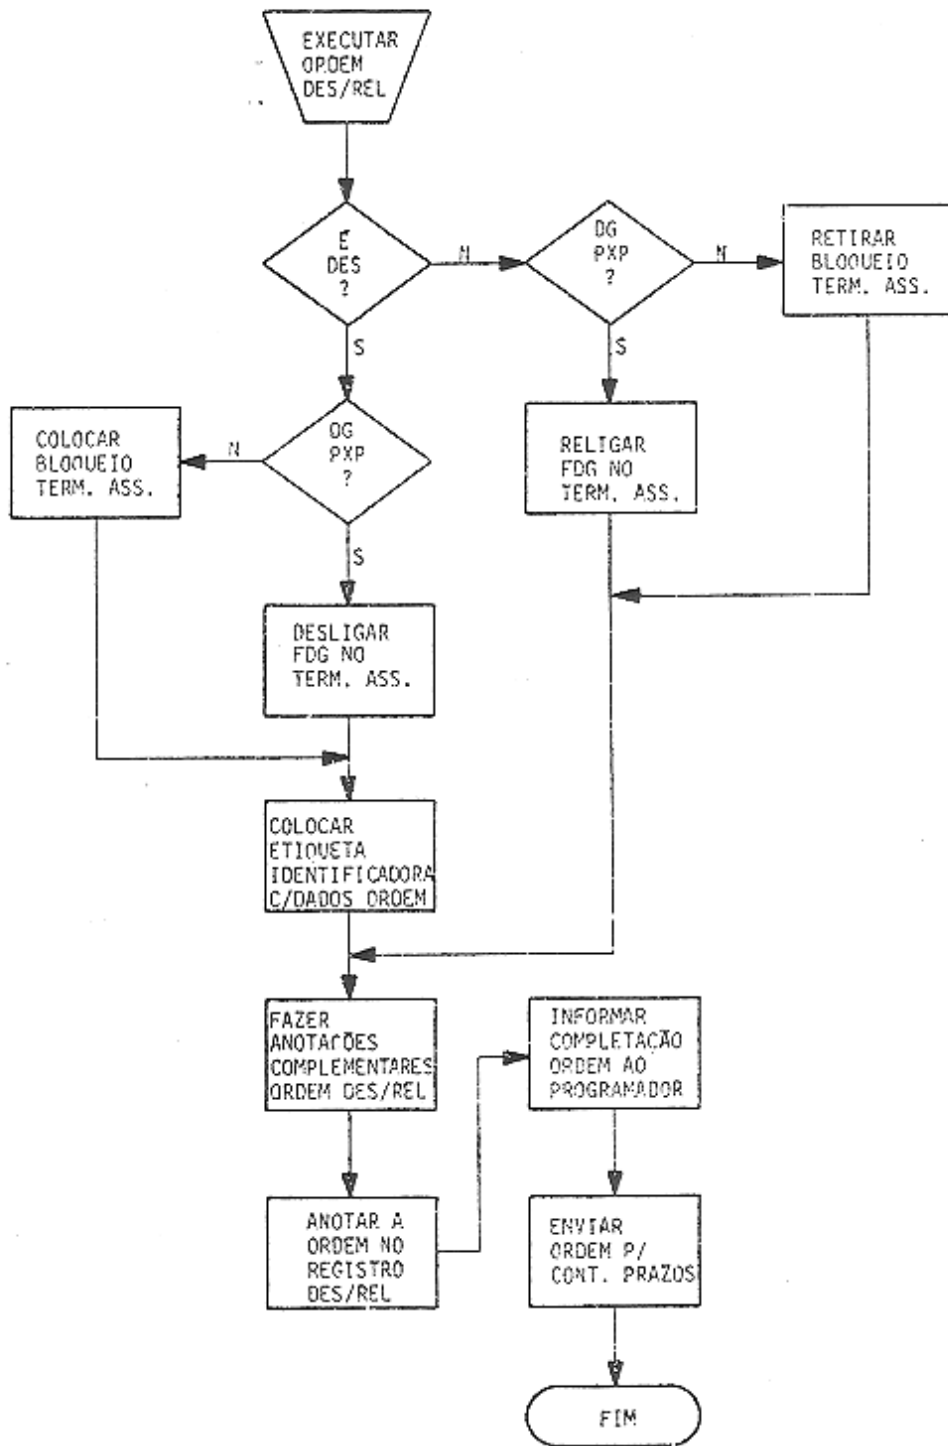 EXECUTAR
ORDEM
DES/REL
É
DES
?
N
DG
PXP
?
N
RETIRAR
BLOQUEIO
TERM. ASS.
S
S
COLOCAR
BLOQUEIO
TERM. ASS.
N
DG
PXP
?
RELIGAR
FDG NO
TERM. ASS.
S
DESLIGAR
FDG NO
TERM. ASS.
COLOCAR
ETIQUETA
IDENTIFICADORA
C/DADOS ORDEM
FAZER
ANOTAÇÕES
COMPLEMENTARES
ORDEM DES/REL
INFORMAR
COMPLETAÇÃO
ORDEM AO
PROGRAMADOR
ANOTAR A
ORDEM NO
REGISTRO
DES/REL
ENVIAR
ORDEM P/
CONT. PRAZOS
FIM